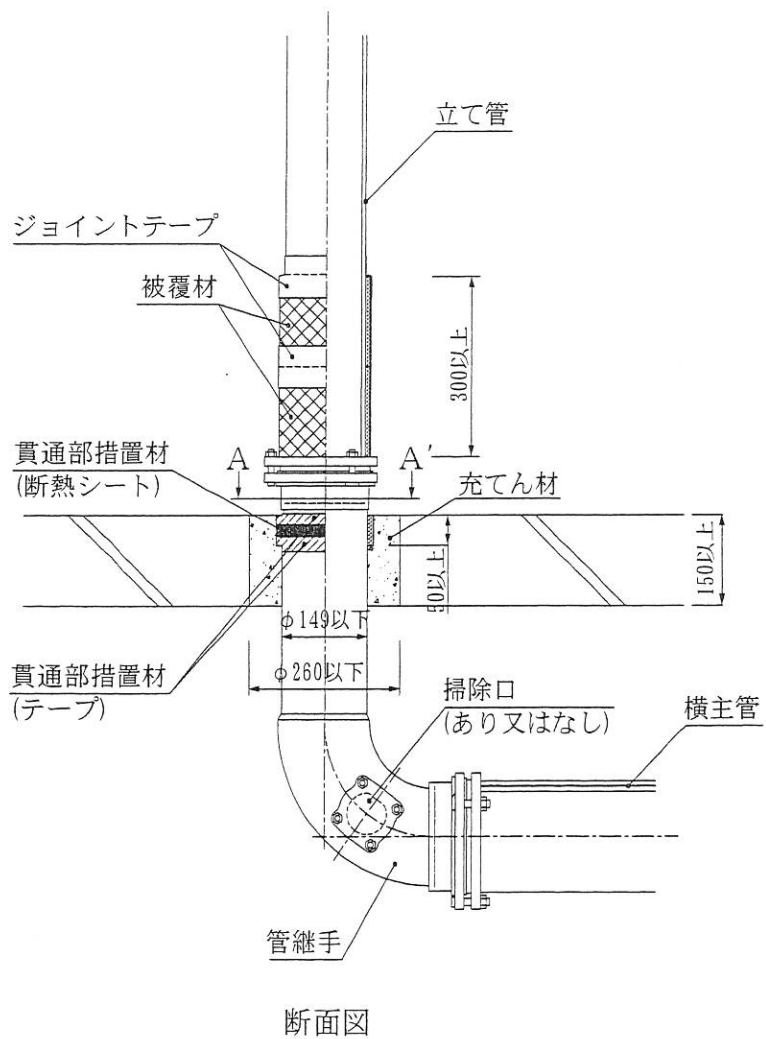 立て管
ジョイントテープ
被覆材
300以上
貫通部措置材
(断熱シート)
A
A'
充てん材
50以上
150以上
φ149以下
φ260以下
貫通部措置材
(テープ)
掃除口
(あり又はなし)
横主管
管継手
断面図